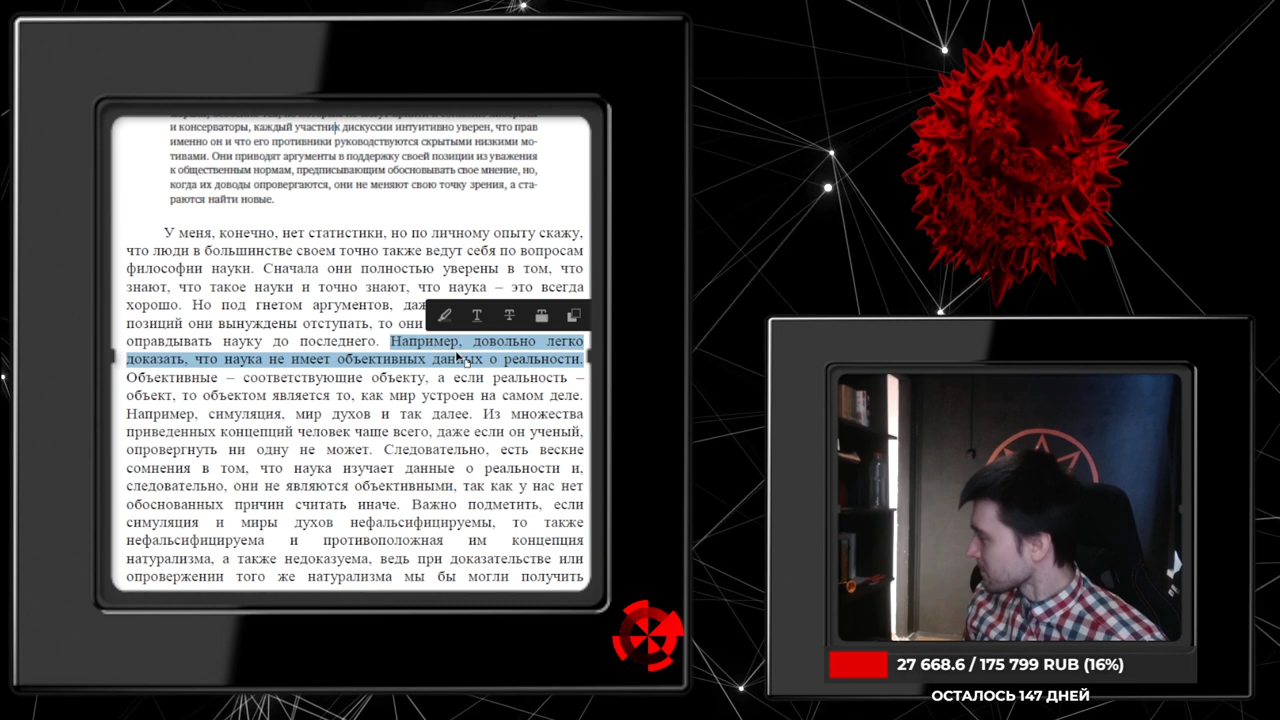 и консерваторы, каждый участник дискуссии интуитивно уверен, что прав
именно он и что его противники руководствуются скрытыми низкими мо-
тивами. Они приводят аргументы в поддержку своей позиции из уважения
к общественным нормам, предписывающим обосновывать свое мнение, но,
когда их доводы опровергаются, они не меняют свою точку зрения, а ста-
раются найти новые.
У меня, конечно, нет статистики, но по личному опыту скажу,
что люди в большинстве своем точно также ведут себя по вопросам
философии науки. Сначала они полностью уверены в том, что
знают, что такое науки и точно знают, что наука – это всегда
хорошо. Но под гнетом аргументов,
позиций они вынуждены отступать, то они
оправдывать науку до последнего. Например, довольно легко
доказать, что наука не имеет объективных данных о реальности.
Объективные – соответствующие объекту, а если реальность –
объект, то объектом является то, как мир устроен на самом деле.
Например, симуляция, мир духов и так далее. Из множества
приведенных концепций человек чаще всего, даже если он ученый,
опровергнуть ни одну не может. Следовательно, есть веские
сомнения в том, что наука изучает данные о реальности и,
следовательно, они не являются объективными, так как у нас нет
обоснованных причин считать иначе. Важно подметить, если
симуляция и миры духов нефальсифицируемы, то также
нефальсифицируема и противоположная им концепция
натурализма, а также недоказуема, ведь при доказательстве или
опровержении того же натурализма мы бы могли получить
27 668.6 / 175 799 RUB (16%)
ОСТАЛОСЬ 147 ДНЕЙ